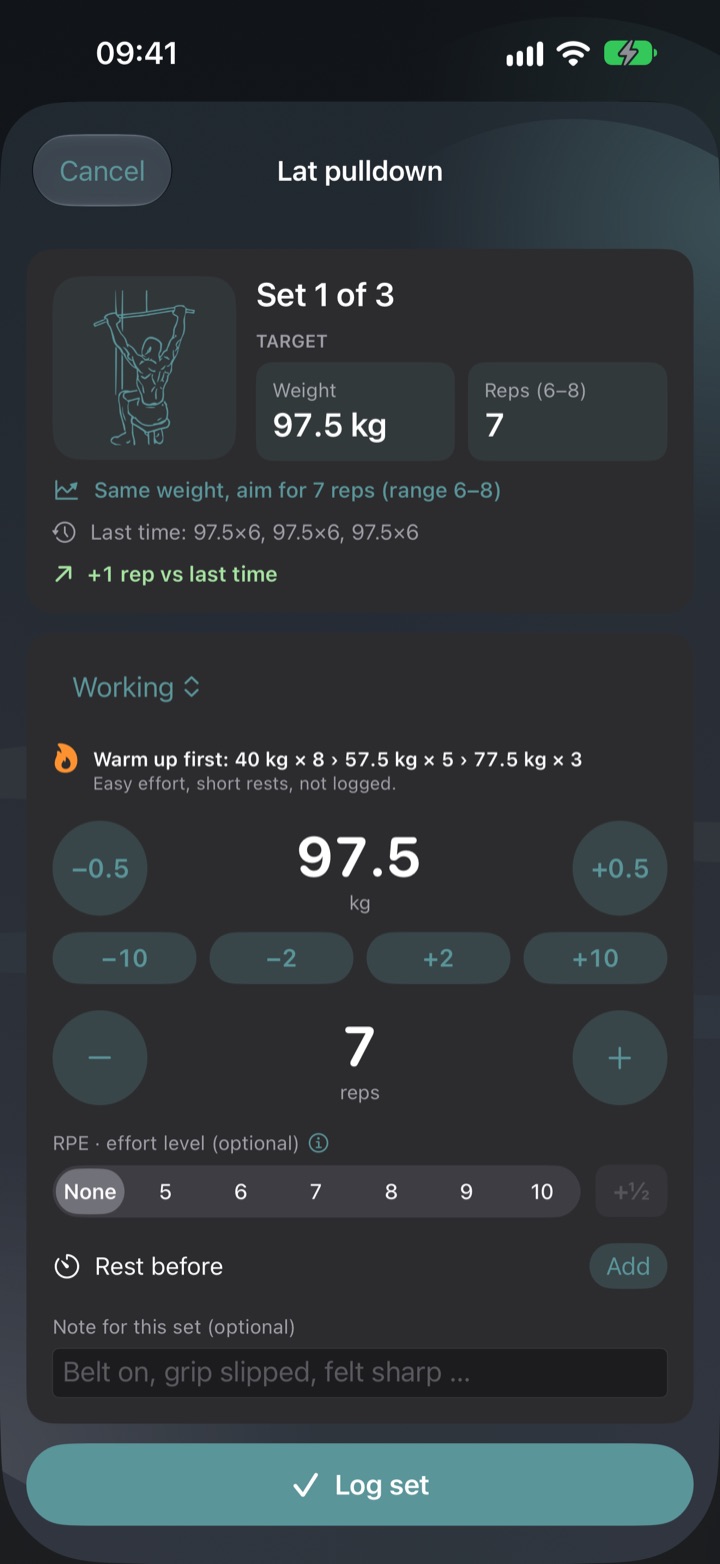 09:41
Cancel
Lat pulldown
Set 1 of 3
TARGET
Weight
97.5 kg
Reps (6–8)
7
Same weight, aim for 7 reps (range 6–8)
Last time: 97.5×6, 97.5×6, 97.5×6
+1 rep vs last time
Working
Warm up first: 40 kg × 8 › 57.5 kg × 5 › 77.5 kg × 3
Easy effort, short rests, not logged.
−0.5
97.5
+0.5
kg
−10
−2
+2
+10
−
7
+
reps
RPE · effort level (optional)
None 5 6 7 8 9 10 +½
Rest before
Add
Note for this set (optional)
Belt on, grip slipped, felt sharp ...
Log set